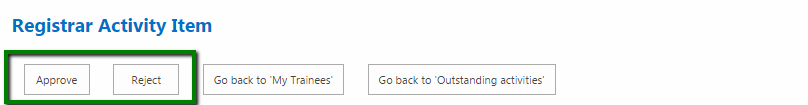 Registrar Activity Item
Approve Reject Go back to 'My Trainees' Go back to 'Outstanding activities'